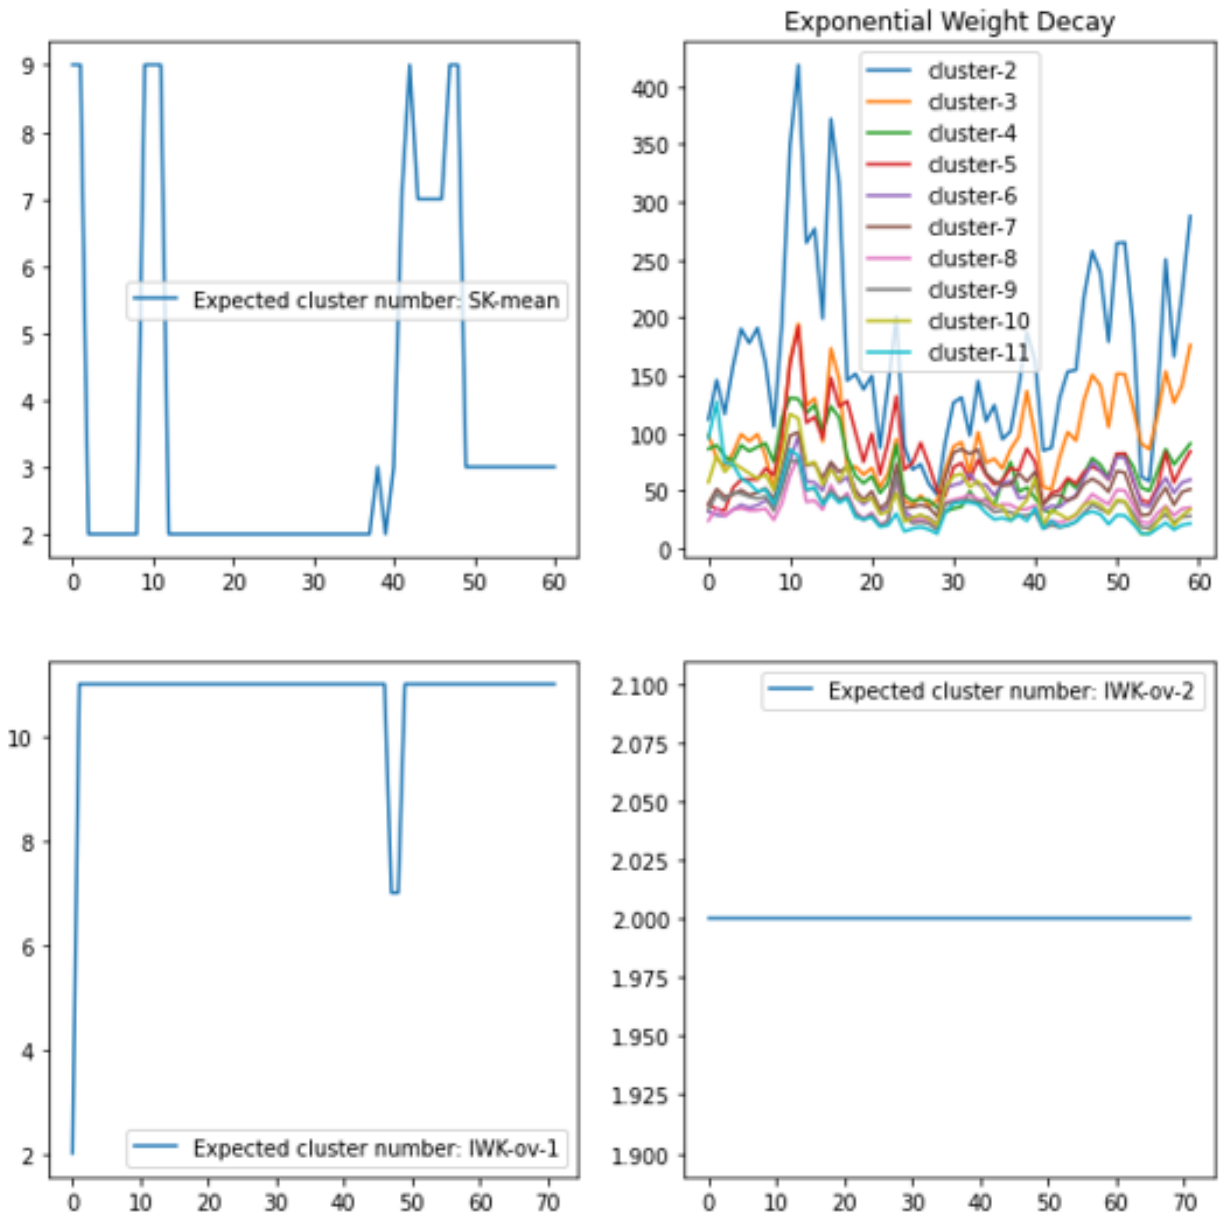 9
8
7
6
5
4
3
2
Expected cluster number: SK-mean
0 10 20 30 40 50 60
Exponential Weight Decay
400
350
300
250
200
150
100
50
0
cluster-2
cluster-3
cluster-4
cluster-5
cluster-6
cluster-7
cluster-8
cluster-9
cluster-10
cluster-11
0 10 20 30 40 50 60
10
8
6
4
2
Expected cluster number: IWK-ov-1
0 10 20 30 40 50 60 70
Expected cluster number: IWK-ov-2
2.100
2.075
2.050
2.025
2.000
1.975
1.950
1.925
1.900
0 10 20 30 40 50 60 70